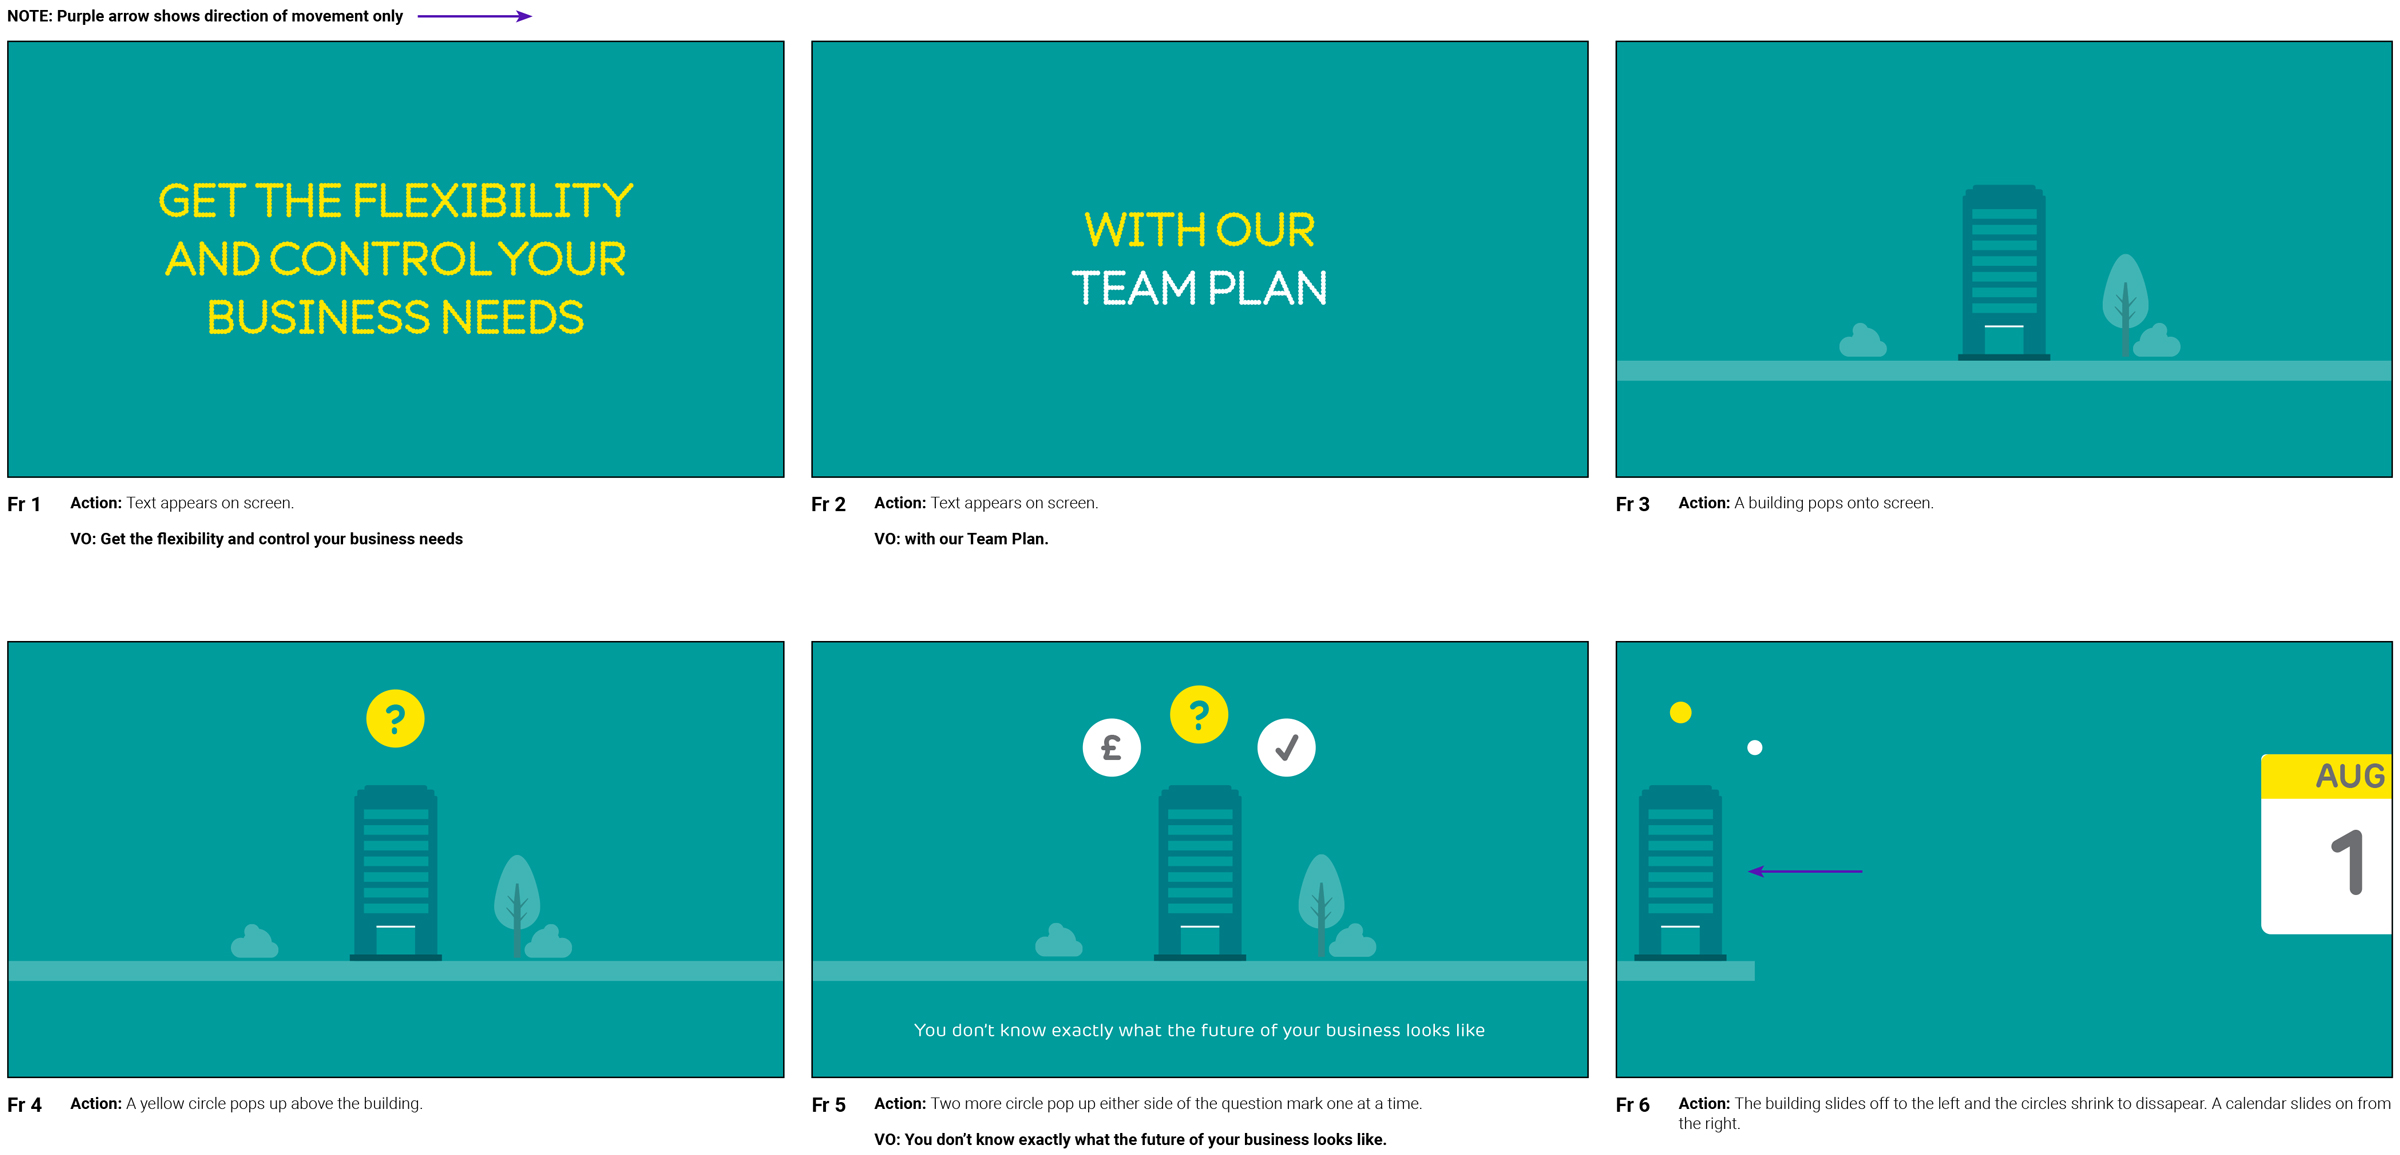 NOTE: Purple arrow shows direction of movement only
GET THE FLEXIBILITY
AND CONTROL YOUR
BUSINESS NEEDS
Fr 1 Action: Text appears on screen.
VO: Get the flexibility and control your business needs
WITH OUR
TEAM PLAN
Fr 2 Action: Text appears on screen.
VO: with our Team Plan.
Fr 3 Action: A building pops onto screen.
?
Fr 4 Action: A yellow circle pops up above the building.
£ ? ✓
You don't know exactly what the future of your business looks like
Fr 5 Action: Two more circle pop up either side of the question mark one at a time.
VO: You don't know exactly what the future of your business looks like.
AUG
1
Fr 6 Action: The building slides off to the left and the circles shrink to dissapear. A calendar slides on from
the right.